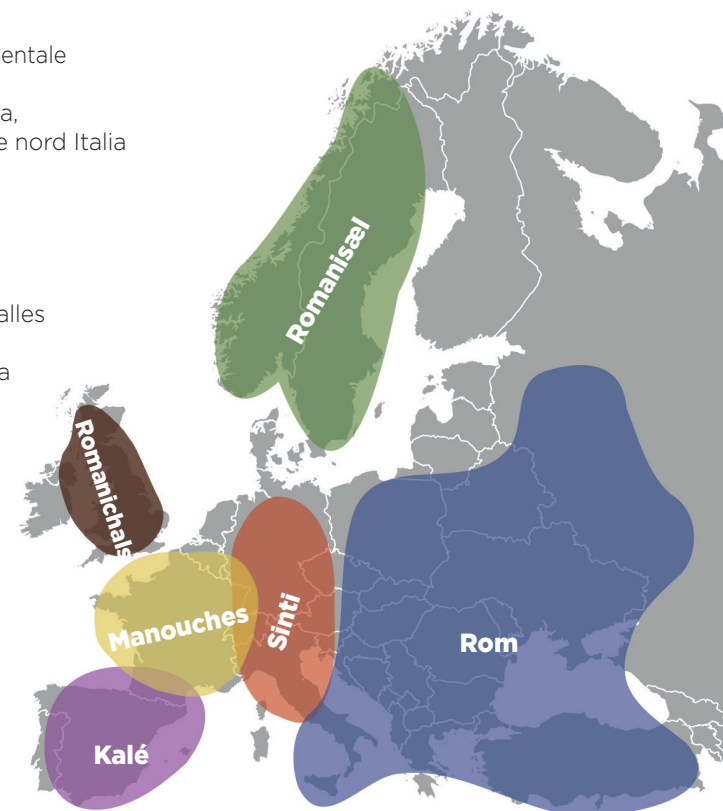 entale
a,
e nord Italia
alles
a
Romanisæl
Romanichals
Manouches
Sinti
Rom
Kalé